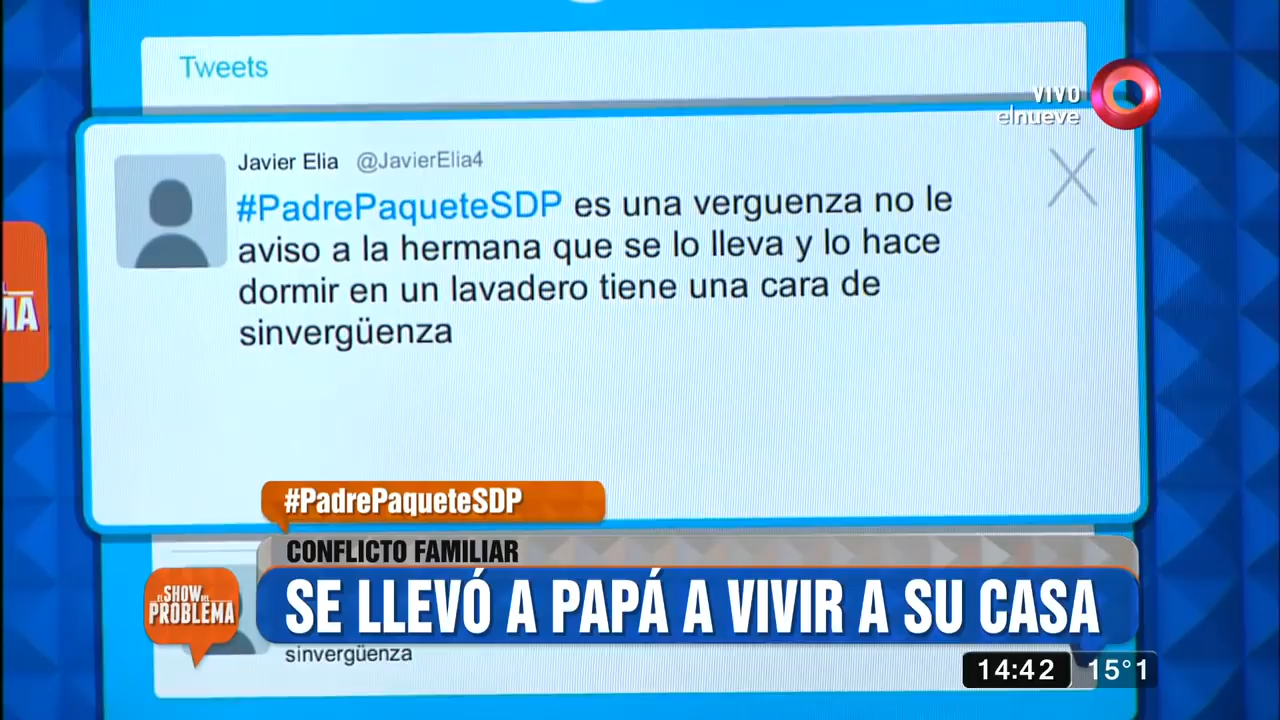 Tweets
VIVO
elnueve
Javier Elia @JavierElia4
#PadrePaqueteSDP es una verguenza no le
aviso a la hermana que se lo lleva y lo hace
dormir en un lavadero tiene una cara de
sinvergüenza
MA
#PadrePaqueteSDP
CONFLICTO FAMILIAR
EL SHOW DEL
PROBLEMA
SE LLEVÓ A PAPÁ A VIVIR A SU CASA
sinvergüenza
14:42 15°1